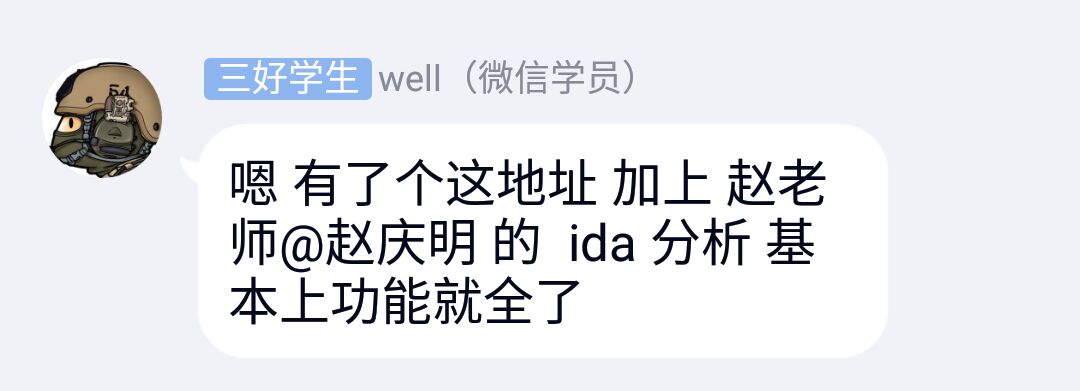 三好学生 well（微信学员）
嗯 有了个这地址 加上 赵老
师@赵庆明 的  ida 分析 基
本上功能就全了
54